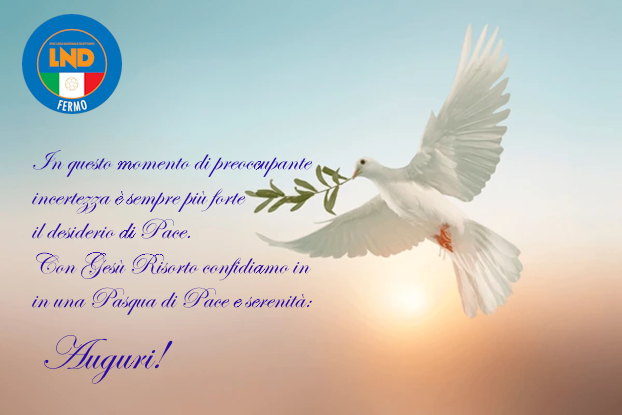 LND
FERMO
In questo momento di preoccupante
incertezza è sempre più forte
il desiderio di Pace.
Con Gesù Risorto confidiamo in
in una Pasqua di Pace e serenità:
Auguri!